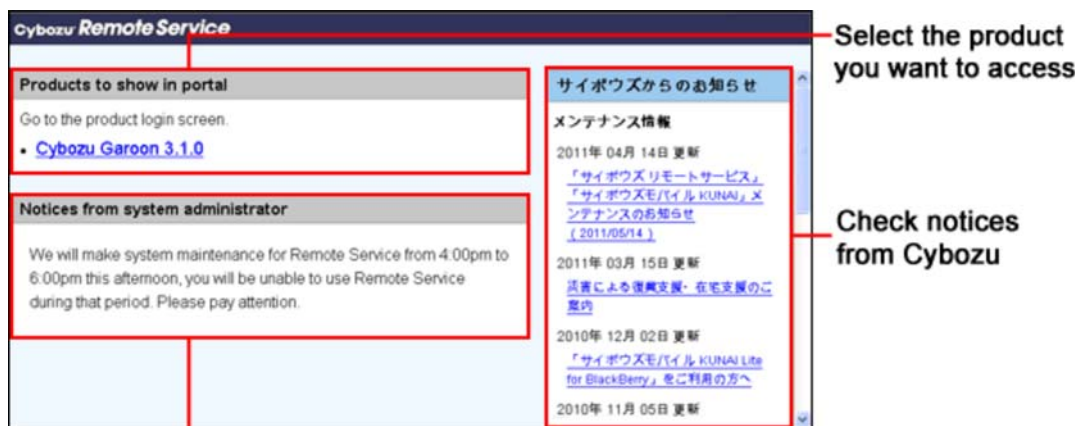 Cybozu Remote Service
Select the product
you want to access
Products to show in portal
Go to the product login screen.
• Cybozu Garoon 3.1.0
Notices from system administrator
We will make system maintenance for Remote Service from 4:00pm to
6:00pm this afternoon, you will be unable to use Remote Service
during that period. Please pay attention.
サイボウズからのお知らせ
メンテナンス情報
2011年 04月 14日 更新
「サイボウズ リモートサービス」
「サイボウズモバイル KUNAI」メ
ンテナンスのお知らせ
(2011/05/14)
2011年 03月 15日 更新
災害による復興支援・在宅支援のご
案内
2010年 12月 02日 更新
「サイボウズモバイル KUNAI Lite
for BlackBerry」をご利用の方へ
2010年 11月 05日 更新
Check notices
from Cybozu